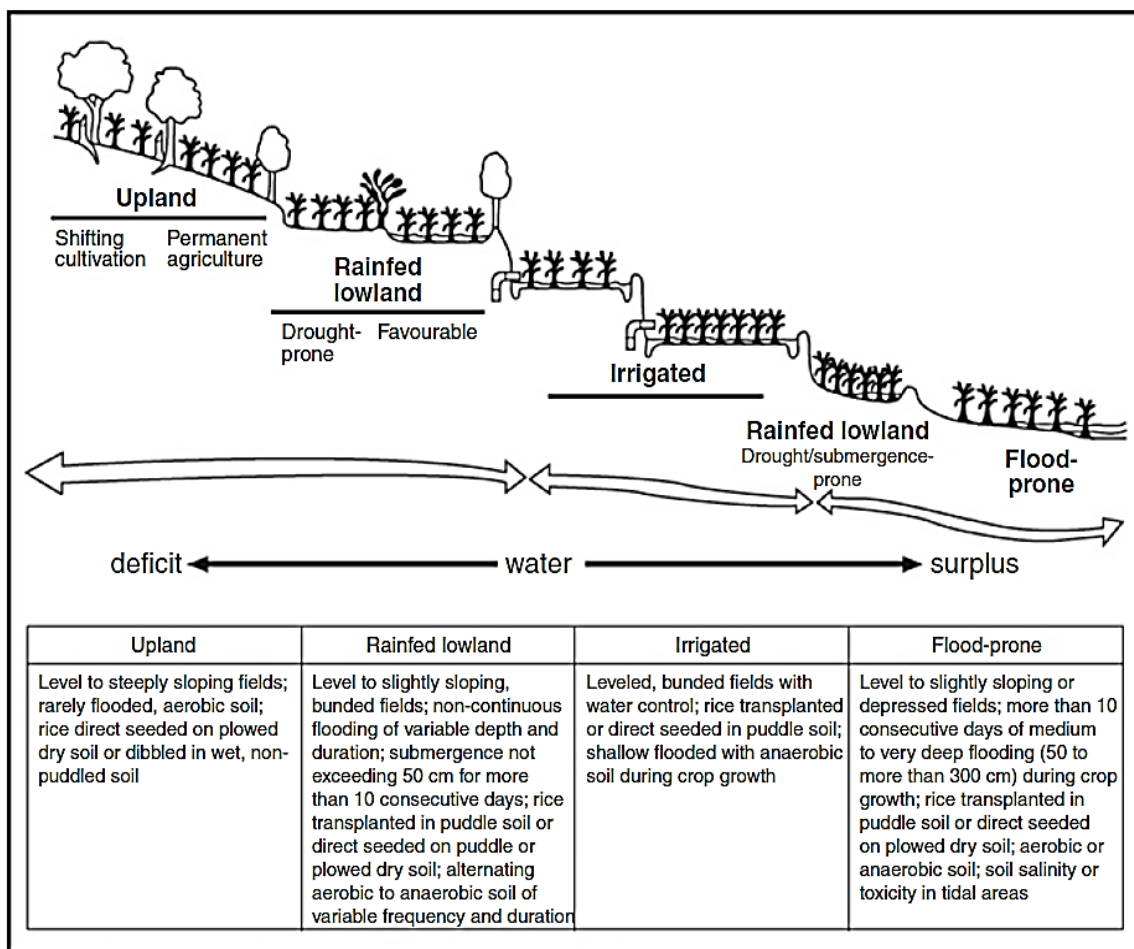 Upland
Shifting cultivation
Permanent agriculture
Rainfed lowland
Drought-prone
Favourable
Irrigated
Rainfed lowland
Drought/submergence-
prone
Flood-
prone
deficit water surplus
Upland
Level to steeply sloping fields;
rarely flooded, aerobic soil;
rice direct seeded on plowed
dry soil or dibbled in wet, non-
puddled soil
Rainfed lowland
Level to slightly sloping,
bunded fields; non-continuous
flooding of variable depth and
duration; submergence not
exceeding 50 cm for more
than 10 consecutive days; rice
transplanted in puddle soil or
direct seeded on puddle or
plowed dry soil; alternating
aerobic to anaerobic soil of
variable frequency and duration
Irrigated
Leveled, bunded fields with
water control; rice transplanted
or direct seeded in puddle soil;
shallow flooded with anaerobic
soil during crop growth
Flood-prone
Level to slightly sloping or
depressed fields; more than 10
consecutive days of medium
to very deep flooding (50 to
more than 300 cm) during crop
growth; rice transplanted in
puddle soil or direct seeded
on plowed dry soil; aerobic or
anaerobic soil; soil salinity or
toxicity in tidal areas